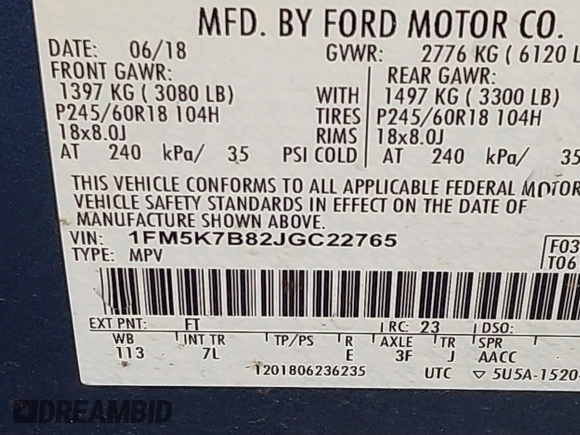 MFD. BY FORD MOTOR CO.
DATE: 06/18 GVWR: 2776 KG ( 6120 L
FRONT GAWR: REAR GAWR:
1397 KG ( 3080 LB) WITH 1497 KG ( 3300 LB)
P245/60R18 104H TIRES P245/60R18 104H
18x8.0J RIMS 18x8.0J
AT 240 kPa/ 35 PSI COLD AT 240 kPa/ 35
THIS VEHICLE CONFORMS TO ALL APPLICABLE FEDERAL MOTOR
VEHICLE SAFETY STANDARDS IN EFFECT ON THE DATE OF
MANUFACTURE SHOWN ABOVE.
VIN: 1FM5K7B82JGC22765 F03
TYPE: MPV T06
EXT PNT: FT RC: 23 DSO:
WB INT TR TP/PS R AXLE TR SPR
113 7L E 3F J AACC
1201806236235 UTC ▽ 5U5A-1520
DREAMBID